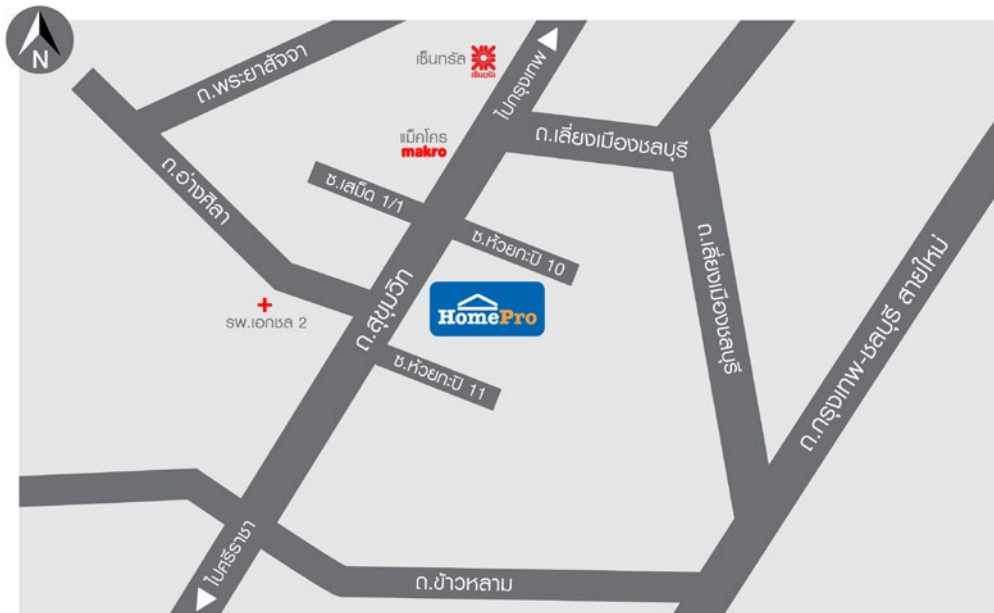 N
ถ.พระยาสัจจา
เซ็นทรัล
เซ็นทรัล
ไปกรุงเทพ
แม็คโคร
makro
ถ.เลี่ยงเมืองชลบุรี
ถ.อ่างศิลา
ซ.เสม็ด 1/1
ซ.ห้วยกะปิ 10
ถ.เลี่ยงเมืองชลบุรี
ถ.กรุงเทพ-ชลบุรี สายใหม่
รพ.เอกชล 2
ถ.สุขุมวิท
HomePro
ซ.ห้วยกะปิ 11
ไปศรีราชา
ถ.ข้าวหลาม